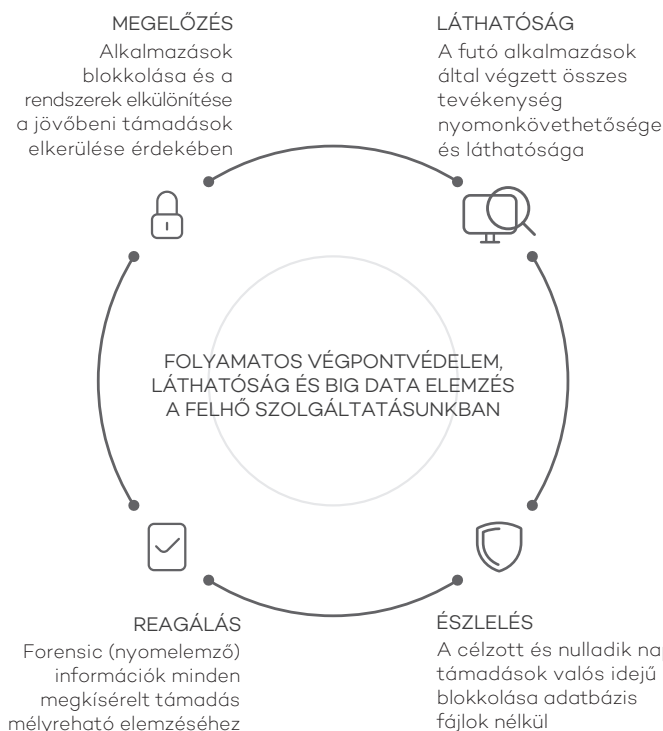 MEGELŐZÉS
Alkalmazások
blokkolása és a
rendszerek elkülönítése
a jövőbeni támadások
elkerülése érdekében
LÁTHATÓSÁG
A futó alkalmazások
által végzett összes
tevékenység
nyomonkövethetősége
és láthatósága
FOLYAMATOS VÉGPONTVÉDELEM,
LÁTHATÓSÁG ÉS BIG DATA ELEMZÉS
A FELHŐ SZOLGÁLTATÁSUNKBAN
REAGÁLÁS
Forensic (nyomelemző)
információk minden
megkísérelt támadás
mélyreható elemzéséhez
ÉSZLELÉS
A célzott és nulladik
támadások valós idejű
blokkolása adatbázis
fájlok nélkül